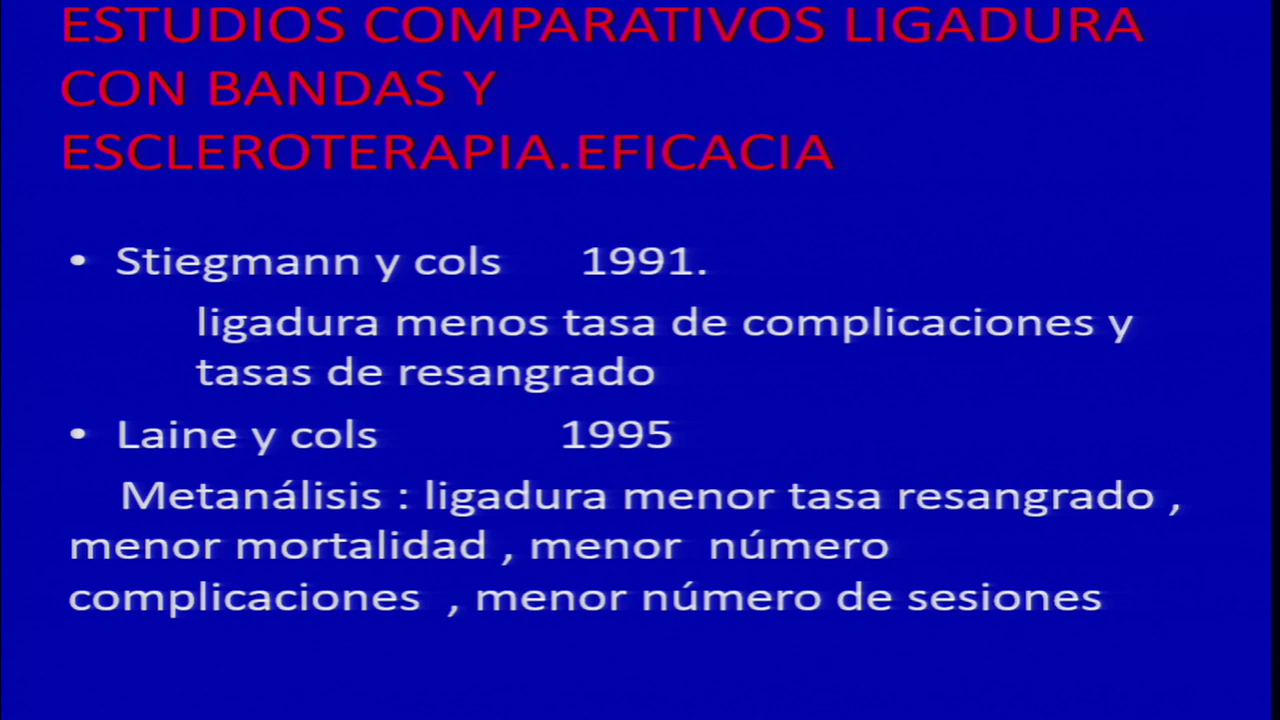 ESTUDIOS COMPARATIVOS LIGADURA
CON BANDAS Y
ESCLEROTERAPIA.EFICACIA
• Stiegmann y cols 1991.
ligadura menos tasa de complicaciones y
tasas de resangrado
• Laine y cols 1995
Metanálisis : ligadura menor tasa resangrado ,
menor mortalidad , menor número
complicaciones , menor número de sesiones